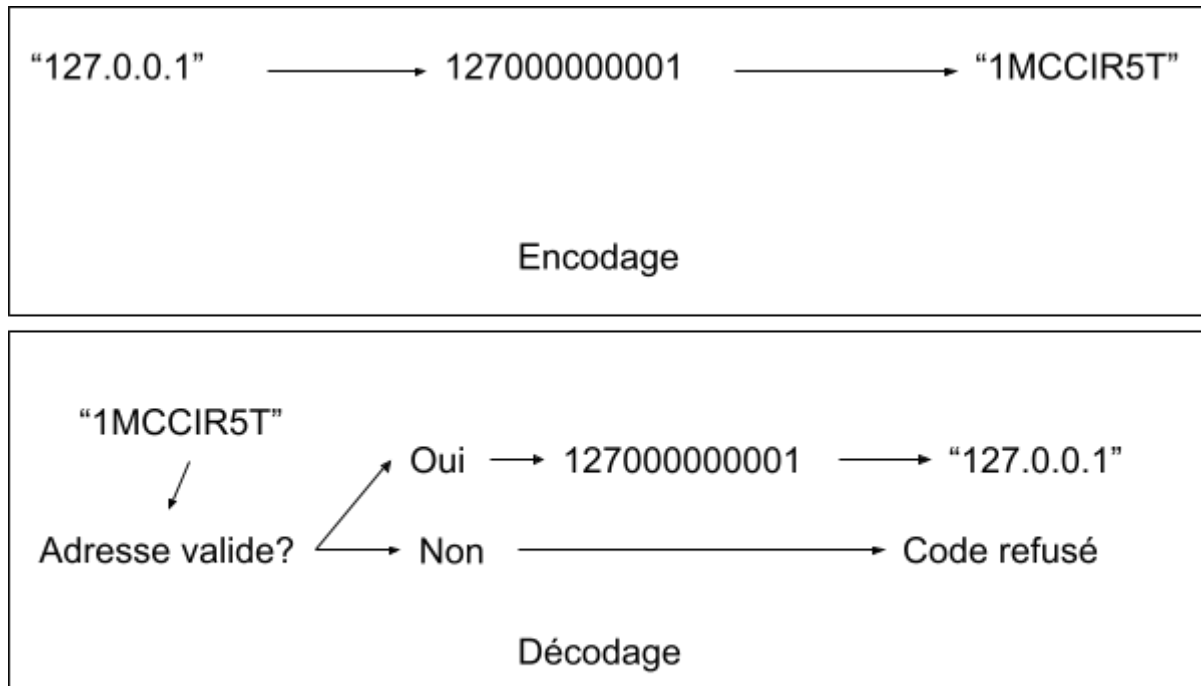 “127.0.0.1” 127000000001 “1MCCIR5T”
Encodage
“1MCCIR5T”
Oui 127000000001 “127.0.0.1”
Adresse valide? Non Code refusé
Décodage